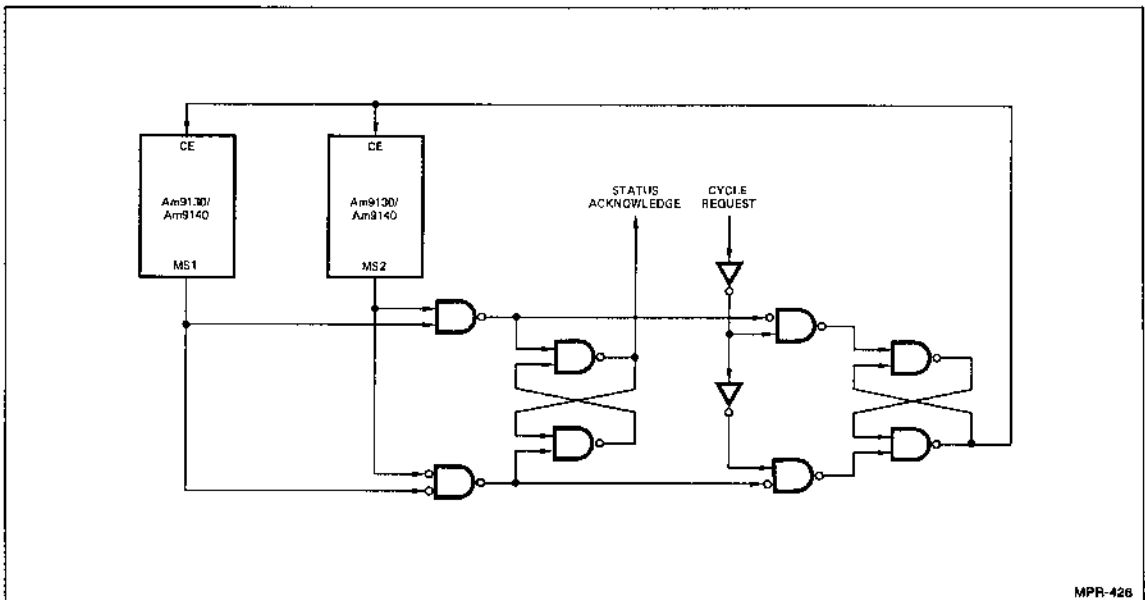 CE
CE
Am9130/
Am9140
Am9130/
Am9140
STATUS
ACKNOWLEDGE
CYCLE
REQUEST
MS1
MS2
MPR-426